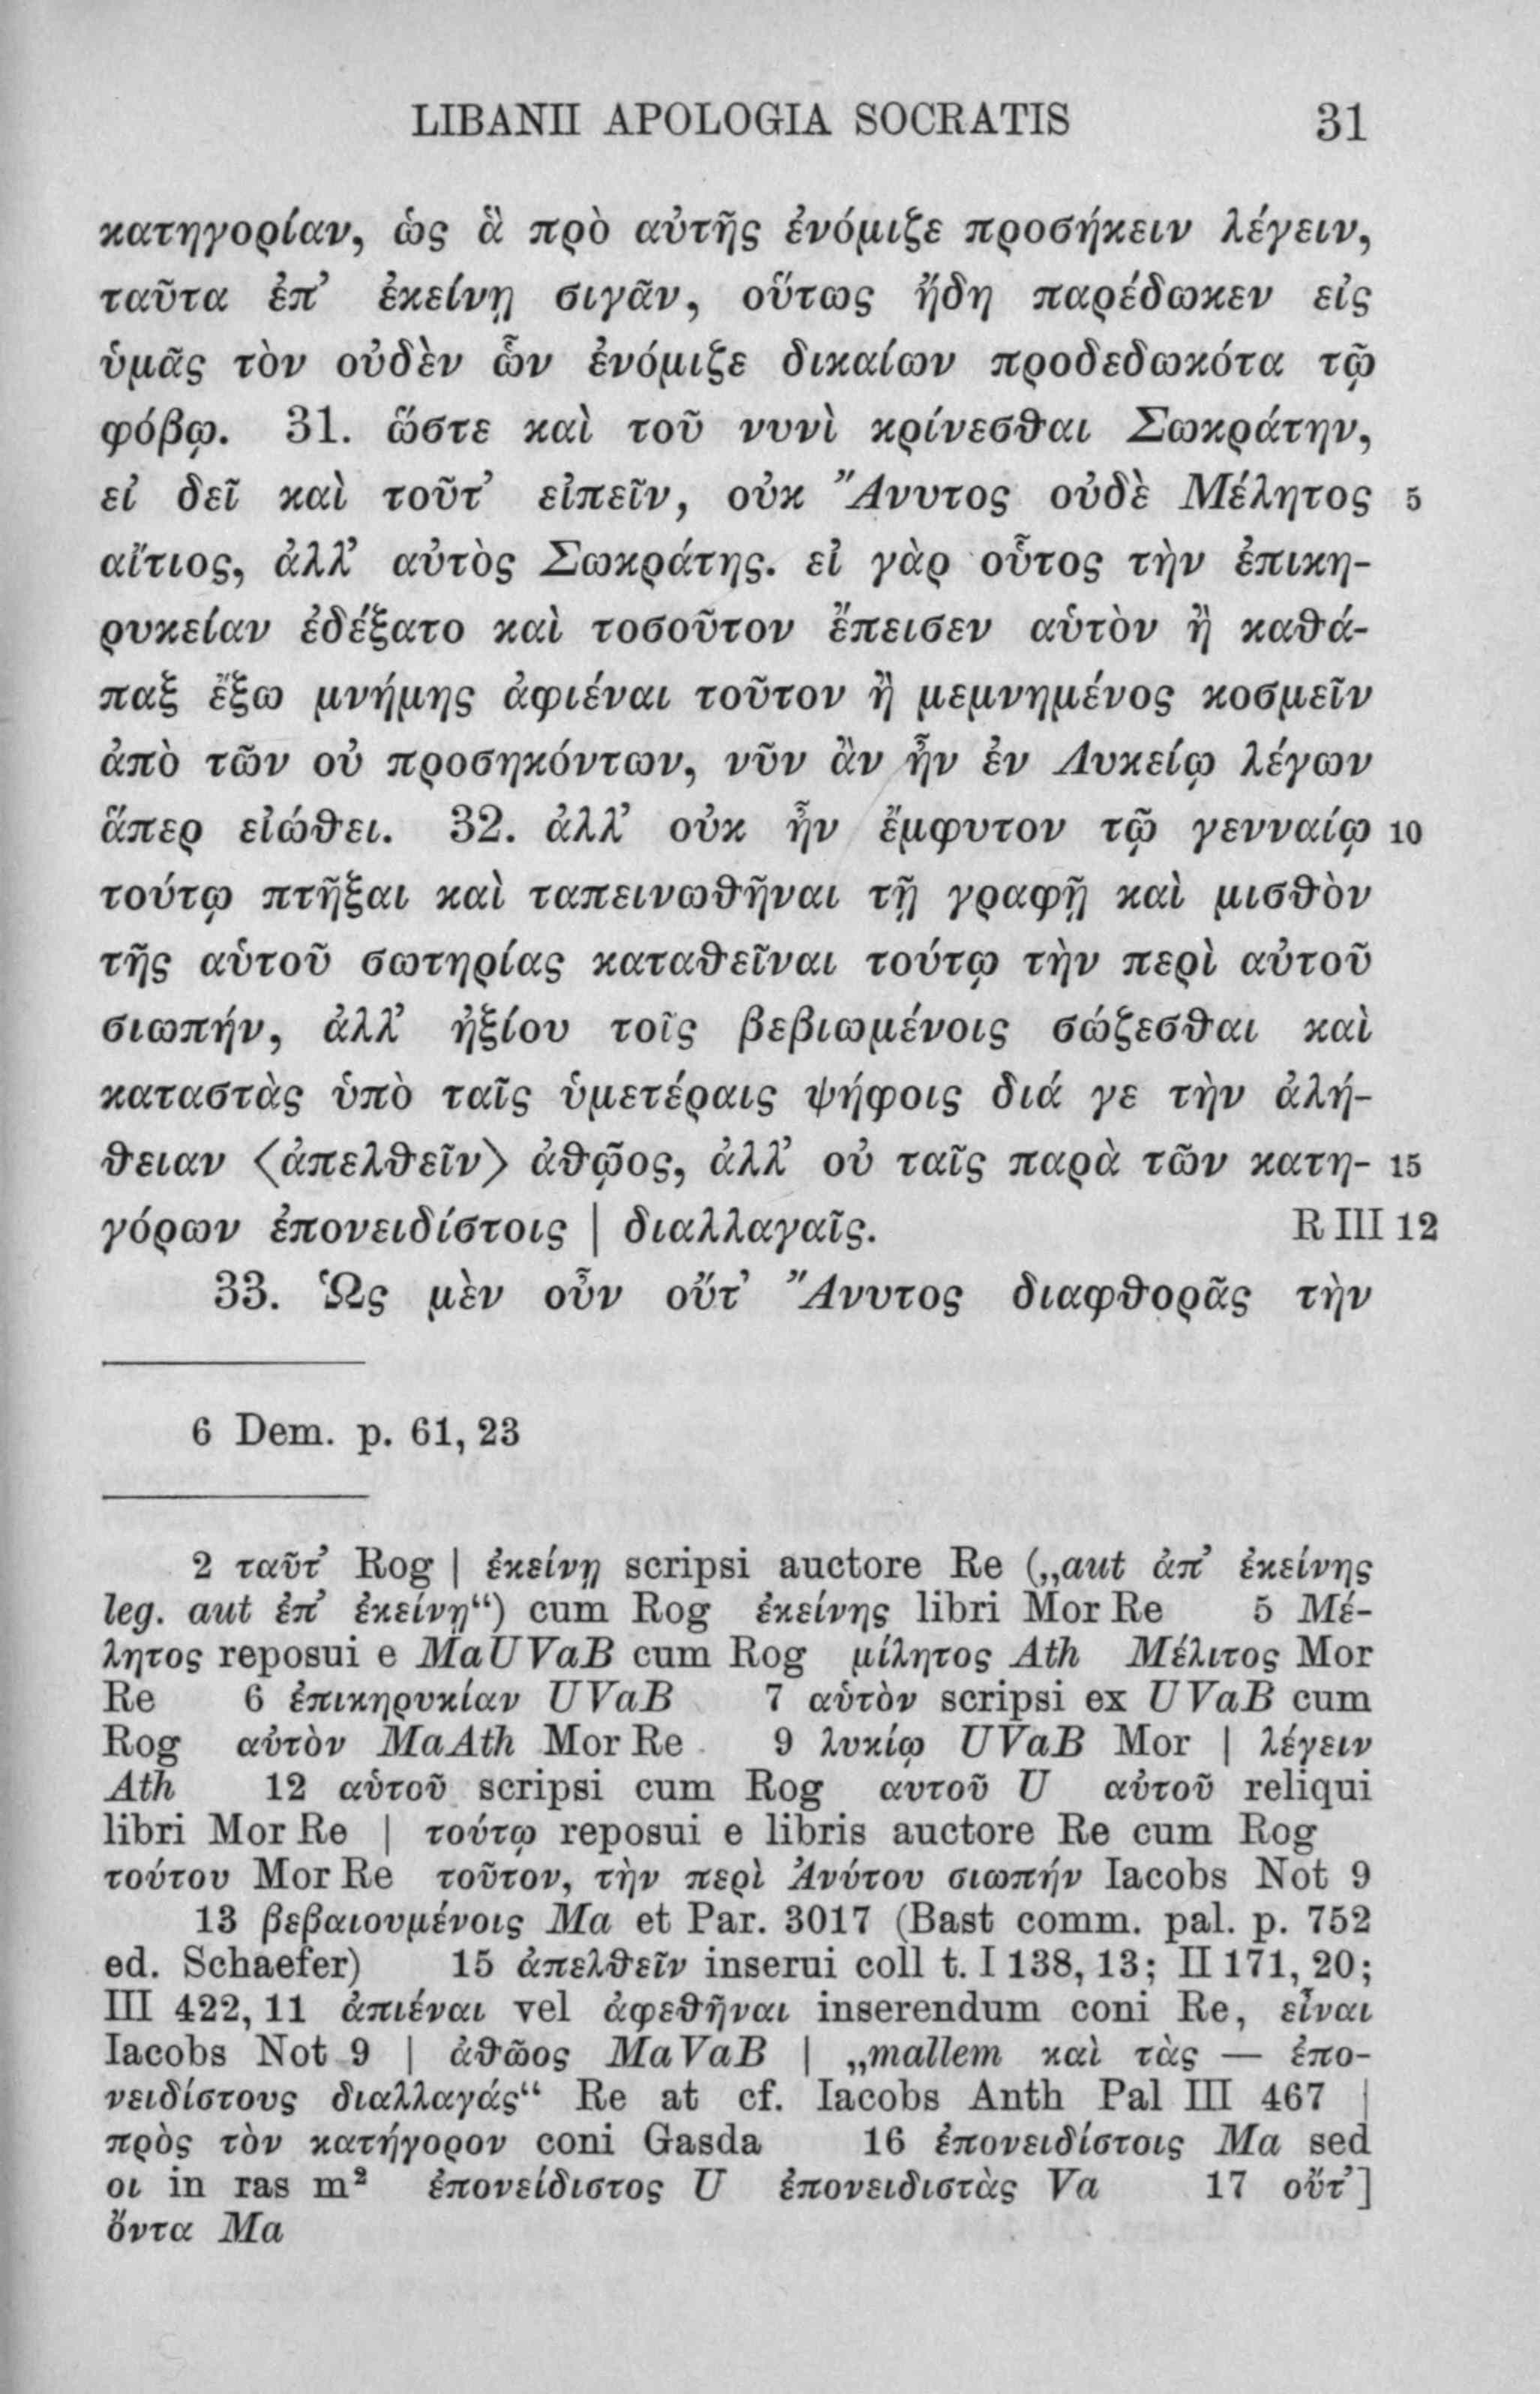 LIBANII APOLOGIA SOCRATIS 31
κατηγορίαν, ὡς ἃ πρὸ αὐτῆς ἐνόμιζε προσήκειν λέγειν,
ταῦτα ἐπ’ ἐκείνῃ σιγᾶν, οὕτως ἤδη παρέδωκεν εἰς
ὑμᾶς τὸν οὐδὲν ὧν ἐνόμιζε δικαίων προδεδωκότα τῷ
φόβῳ. 31. ὥστε καὶ τοῦ νυνὶ κρίνεσθαι Σωκράτην,
εἰ δεῖ καὶ τοῦτ’ εἰπεῖν, οὐκ Ἄνυτος οὐδὲ Μέλητος 5
αἴτιος, ἀλλ’ αὐτὸς Σωκράτης. εἰ γὰρ οὗτος τὴν ἐπικη-
ρυκείαν ἐδέξατο καὶ τοσοῦτον ἔπεισεν αὑτὸν ἢ καθά-
παξ ἔξω μνήμης ἀφιέναι τοῦτον ἢ μεμνημένος κοσμεῖν
ἀπὸ τῶν οὐ προσηκόντων, νῦν ἂν ἦν ἐν Λυκείῳ λέγων
ἅπερ εἰώθει. 32. ἀλλ’ οὐκ ἦν ἔμφυτον τῷ γενναίῳ 10
τούτῳ πτῆξαι καὶ ταπεινωθῆναι τῇ γραφῇ καὶ μισθὸν
τῆς αὑτοῦ σωτηρίας καταθεῖναι τούτῳ τὴν περὶ αὐτοῦ
σιωπήν, ἀλλ’ ἠξίου τοῖς βεβιωμένοις σώζεσθαι καὶ
καταστὰς ὑπὸ ταῖς ὑμετέραις ψήφοις διά γε τὴν ἀλή-
θειαν ⟨ἀπελθεῖν⟩ ἀθῷος, ἀλλ’ οὐ ταῖς παρὰ τῶν κατη- 15
γόρων ἐπονειδίστοις | διαλλαγαῖς. R III 12
33. Ὡς μὲν οὖν οὔτ’ Ἄνυτος διαφθορᾶς τὴν
6 Dem. p. 61, 23
2 ταῦτ’ Rog | ἐκείνῃ scripsi auctore Re („aut ἀπ’ ἐκείνης
leg. aut ἐπ’ ἐκείνῃ“) cum Rog ἐκείνης libri Mor Re 5 Μέ-
λητος reposui e MaUVaB cum Rog μίλητος Ath Μέλιτος Mor
Re 6 ἐπικηρυκίαν UVaB 7 αὑτὸν scripsi ex UVaB cum
Rog αὐτὸν MaAth Mor Re 9 λυκίῳ UVaB Mor | λέγειν
Ath 12 αὑτοῦ scripsi cum Rog αυτοῦ U αὐτοῦ reliqui
libri Mor Re | τούτῳ reposui e libris auctore Re cum Rog
τούτου Mor Re τοῦτον, τὴν περὶ Ἀνύτου σιωπήν Iacobs Not 9
13 βεβαιουμένοις Ma et Par. 3017 (Bast comm. pal. p. 752
ed. Schaefer) 15 ἀπελθεῖν inserui coll t. I 138, 13; II 171, 20;
III 422, 11 ἀπιέναι vel ἀφεθῆναι inserendum coni Re, εἶναι
Iacobs Not 9 | ἀθῶος MaVaB | „mallem καὶ τὰς — ἐπο-
νειδίστους διαλλαγάς“ Re at cf. Iacobs Anth Pal III 467 |
πρὸς τὸν κατήγορον coni Gasda 16 ἐπονειδίστοις Ma sed
οι in ras m² ἐπονείδιστος U ἐπονειδιστὰς Va 17 οὔτ’]
ὄντα Ma